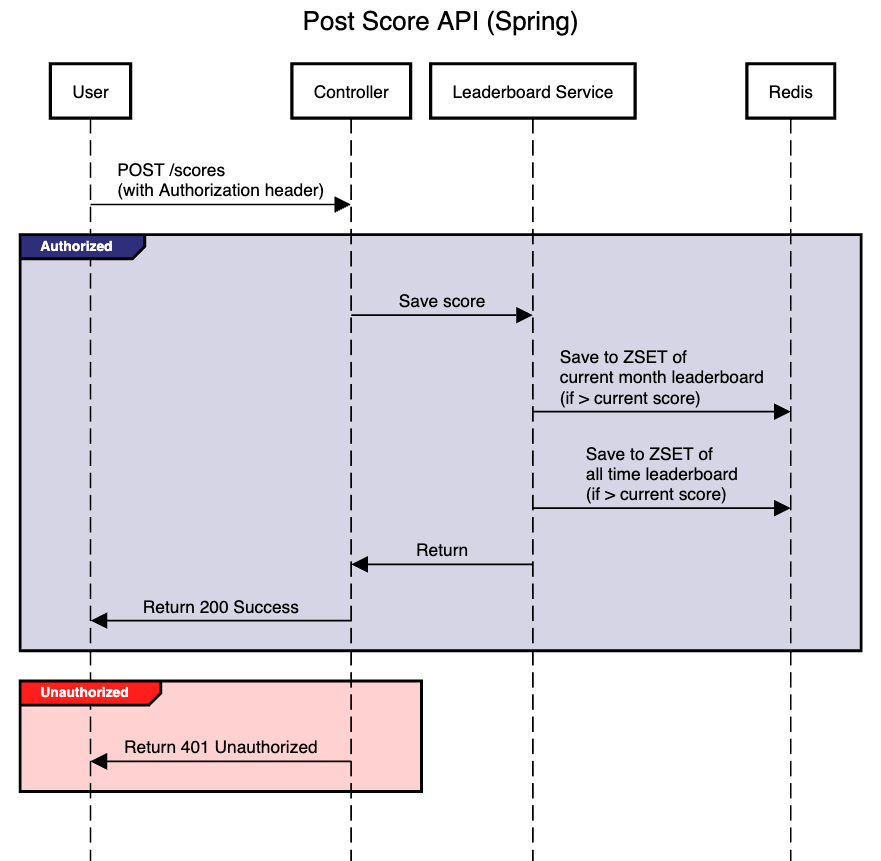 Post Score API (Spring)
User
Controller
Leaderboard Service
Redis
POST /scores
(with Authorization header)
Authorized
Save score
Save to ZSET of
current month leaderboard
(if > current score)
Save to ZSET of
all time leaderboard
(if > current score)
Return
Return 200 Success
Unauthorized
Return 401 Unauthorized